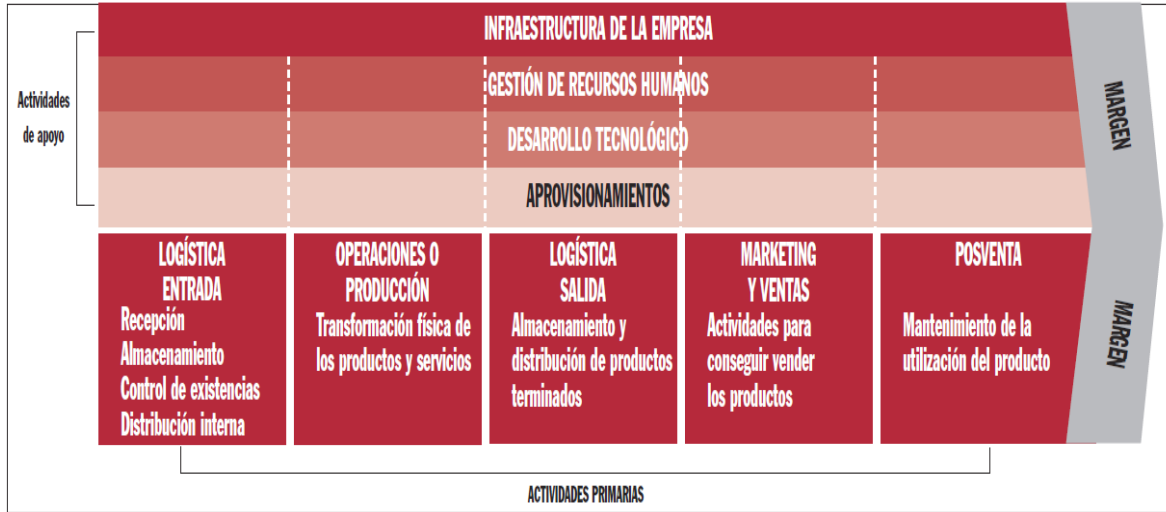 INFRAESTRUCTURA DE LA EMPRESA
GESTIÓN DE RECURSOS HUMANOS
Actividades
de apoyo
DESARROLLO TECNOLÓGICO
APROVISIONAMIENTOS
MARGEN
LOGÍSTICA
ENTRADA
Recepción
Almacenamiento
Control de existencias
Distribución interna
OPERACIONES O
PRODUCCIÓN
Transformación física de
los productos y servicios
LOGÍSTICA
SALIDA
Almacenamiento y
distribución de productos
terminados
MARKETING
Y VENTAS
Actividades para
conseguir vender
los productos
POSVENTA
Mantenimiento de la
utilización del producto
MARGEN
ACTIVIDADES PRIMARIAS